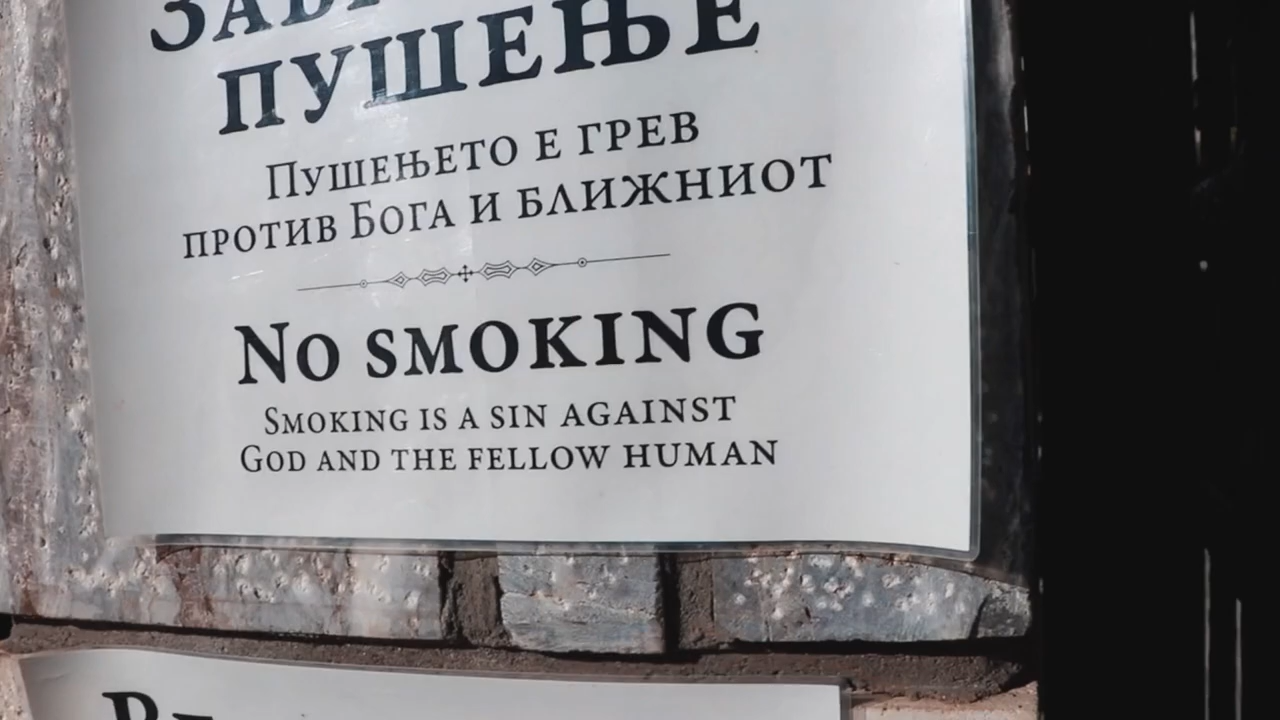 ПУШЕЊЕ
Пушењето е грев
против Бога и ближниот
No smoking
Smoking is a sin against
God and the fellow human